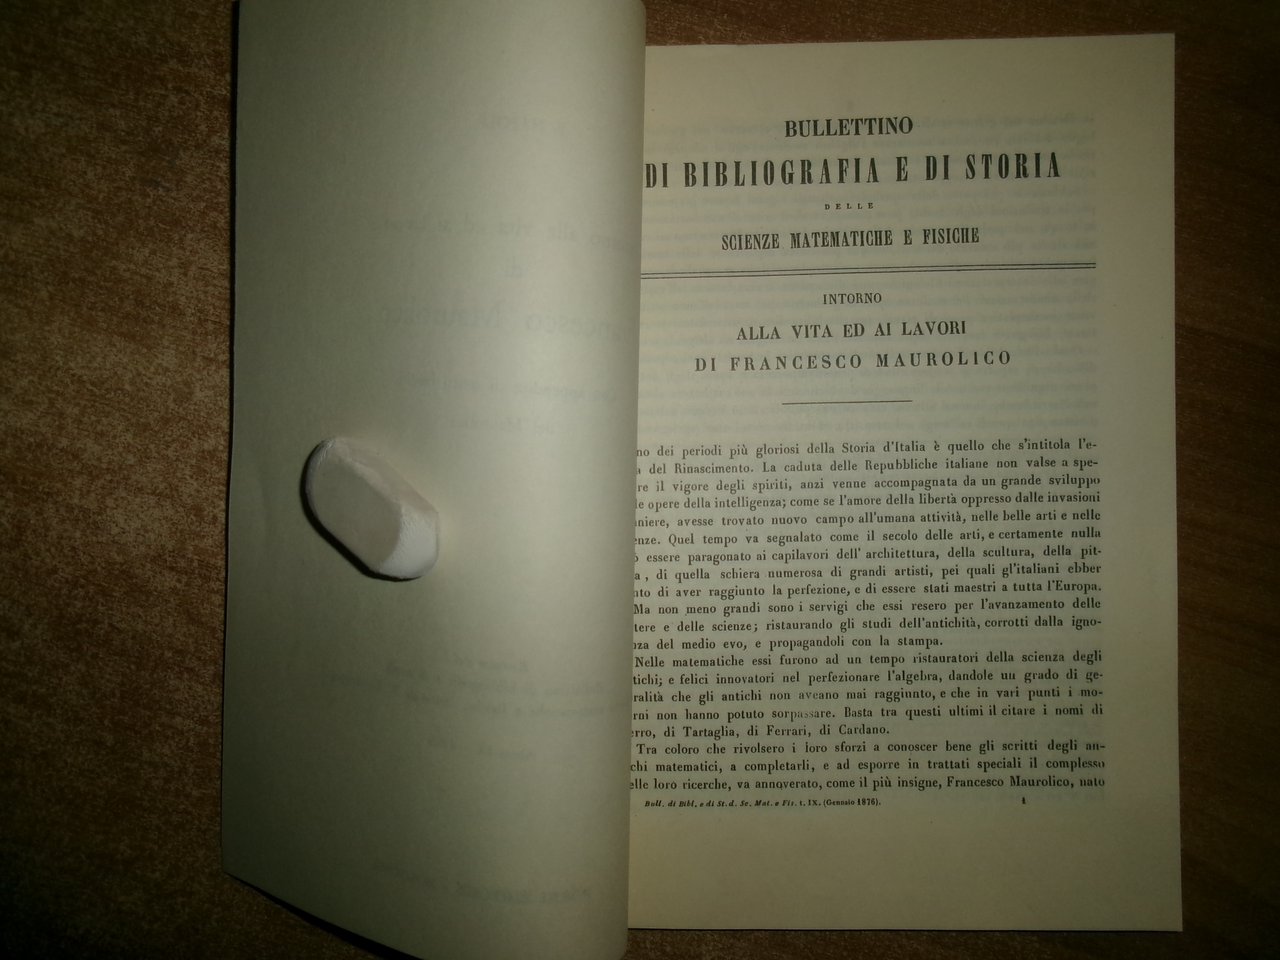 BULLETTINO
DI BIBLIOGRAFIA E DI STORIA
DELLE
SCIENZE MATEMATICHE E FISICHE
INTORNO
ALLA VITA ED AI LAVORI
DI FRANCESCO MAUROLICO
no dei periodi più gloriosi della Storia d'Italia è quello che s'intitola l'e-
del Rinascimento. La caduta delle Repubbliche italiane non valse a spe-
re il vigore degli spiriti, anzi venne accompagnata da un grande sviluppo
le opere della intelligenza; come se l'amore della libertà oppresso dalle invasioni
niere, avesse trovato nuovo campo all'umana attività, nelle belle arti e nelle
enze. Quel tempo va segnalato come il secolo delle arti, e certamente nulla
ò essere paragonato ai capilavori dell' architettura, della scultura, della pit-
a, di quella schiera numerosa di grandi artisti, pei quali gl'italiani ebber
nto di aver raggiunto la perfezione, e di essere stati maestri a tutta l'Europa.
Ma non meno grandi sono i servigi che essi resero per l'avanzamento delle
tere e delle scienze; ristaurando gli studi dell'antichità, corrotti dalla igno-
nza del medio evo, e propagandoli con la stampa.
Nelle matematiche essi furono ad un tempo ristauratori della scienza degli
tichi; e felici innovatori nel perfezionare l'algebra, dandole un grado di ge-
ralità che gli antichi non aveano mai raggiunto, e che in vari punti i mo-
rni non hanno potuto sorpassare. Basta tra questi ultimi il citare i nomi di
erro, di Tartaglia, di Ferrari, di Cardano.
Tra coloro che rivolsero i loro sforzi a conoscer bene gli scritti degli an-
chi matematici, a completarli, e ad esporre in trattati speciali il complesso
elle loro ricerche, va annoverato, come il più insigne, Francesco Maurolico, nato
Bull. di Bibl. e di St. d. Sc. Mat. e Fis. t. IX. (Gennaio 1876). 1